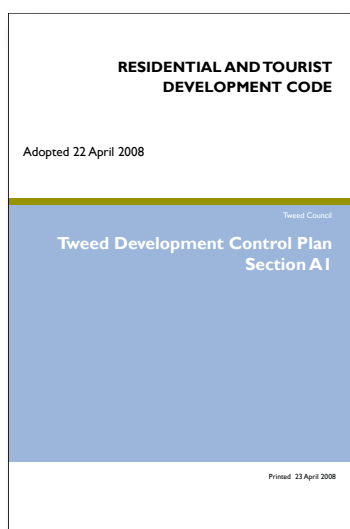 RESIDENTIAL AND TOURIST
DEVELOPMENT CODE
Adopted 22 April 2008
Tweed Council
Tweed Development Control Plan
Section A1
Printed 23 April 2008